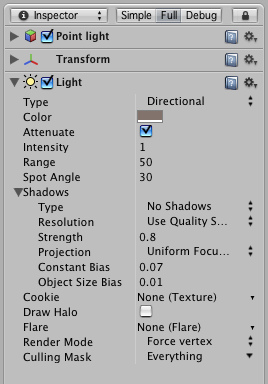 Inspector Simple Full Debug
Point light
Transform
Light
Type Directional
Color
Attenuate
Intensity 1
Range 50
Spot Angle 30
Shadows
Type No Shadows
Resolution Use Quality S...
Strength 0.8
Projection Uniform Focu...
Constant Bias 0.07
Object Size Bias 0.01
Cookie None (Texture)
Draw Halo
Flare None (Flare)
Render Mode Force vertex
Culling Mask Everything